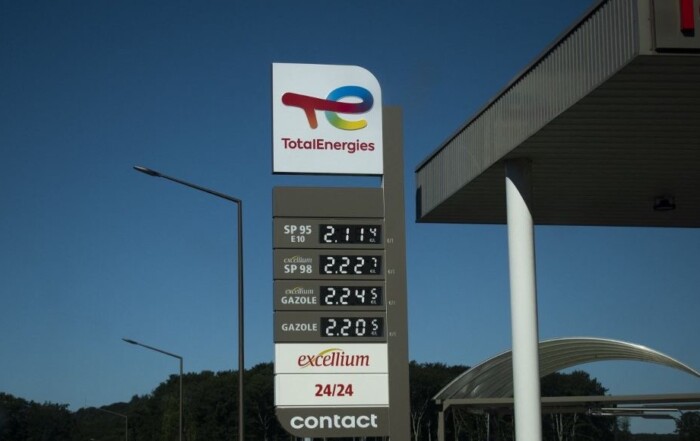 TotalEnergies
SP 95 2.114
E10
excellium
SP 98 2.227
excellium
GAZOLE 2.245
GAZOLE 2.205
excellium
24/24
contact